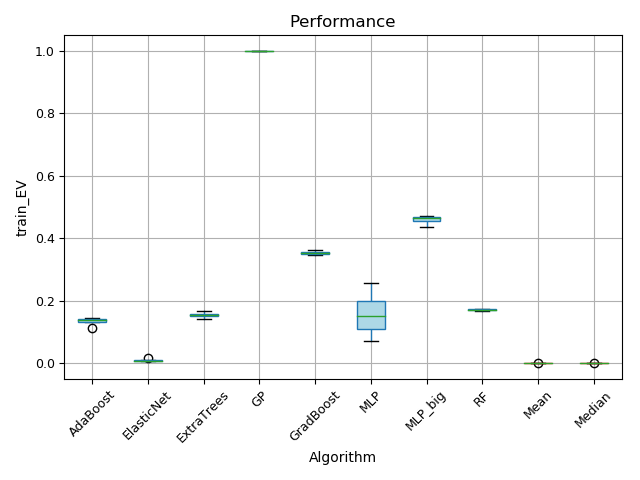 Performance
train_EV
1.0
0.8
0.6
0.4
0.2
0.0
AdaBoost
ElasticNet
ExtraTrees
GP
GradBoost
MLP
MLP_big
RF
Mean
Median
Algorithm